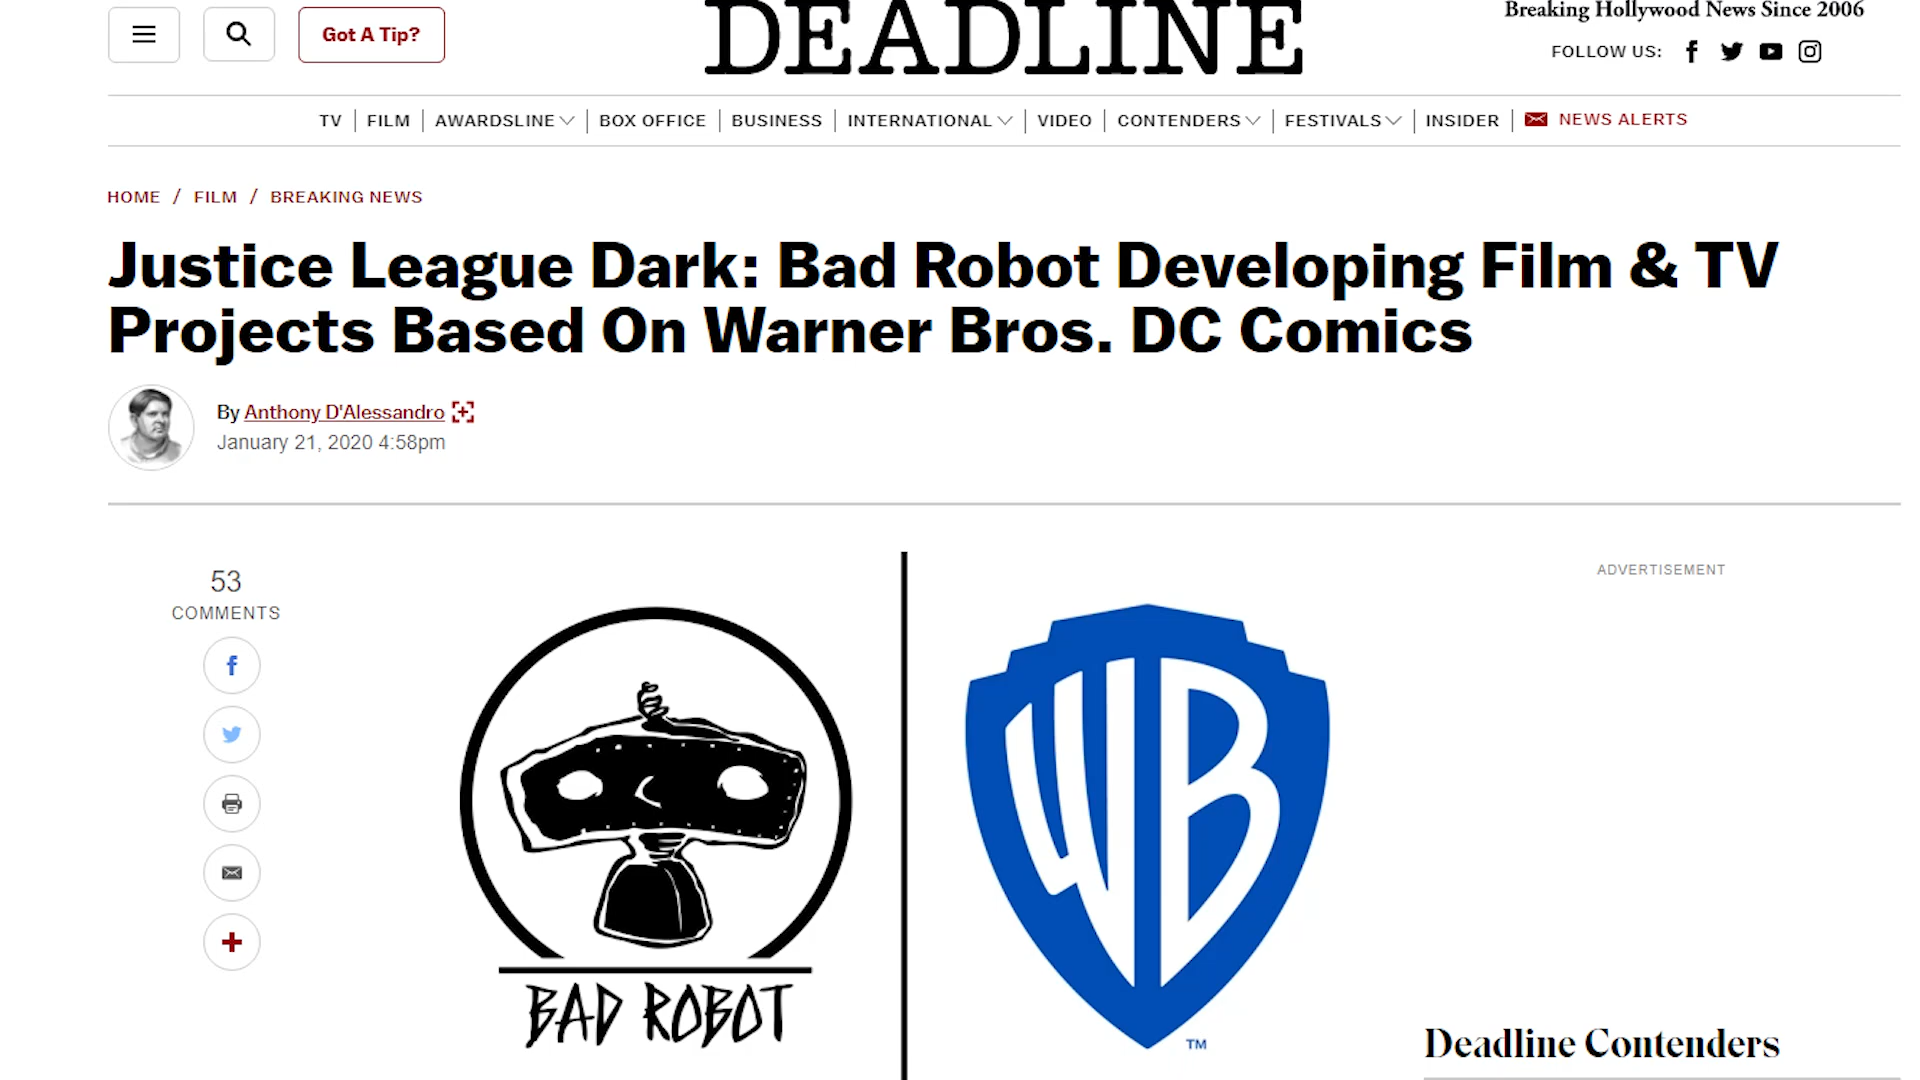 Got A Tip?
DEADLINE
Breaking Hollywood News Since 2006
FOLLOW US:
TV
FILM
AWARDSLINE
BOX OFFICE
BUSINESS
INTERNATIONAL
VIDEO
CONTENDERS
FESTIVALS
INSIDER
NEWS ALERTS
HOME / FILM / BREAKING NEWS
Justice League Dark: Bad Robot Developing Film & TV
Projects Based On Warner Bros. DC Comics
By Anthony D'Alessandro
January 21, 2020 4:58pm
53
COMMENTS
BAD ROBOT
WB
TM
ADVERTISEMENT
Deadline Contenders